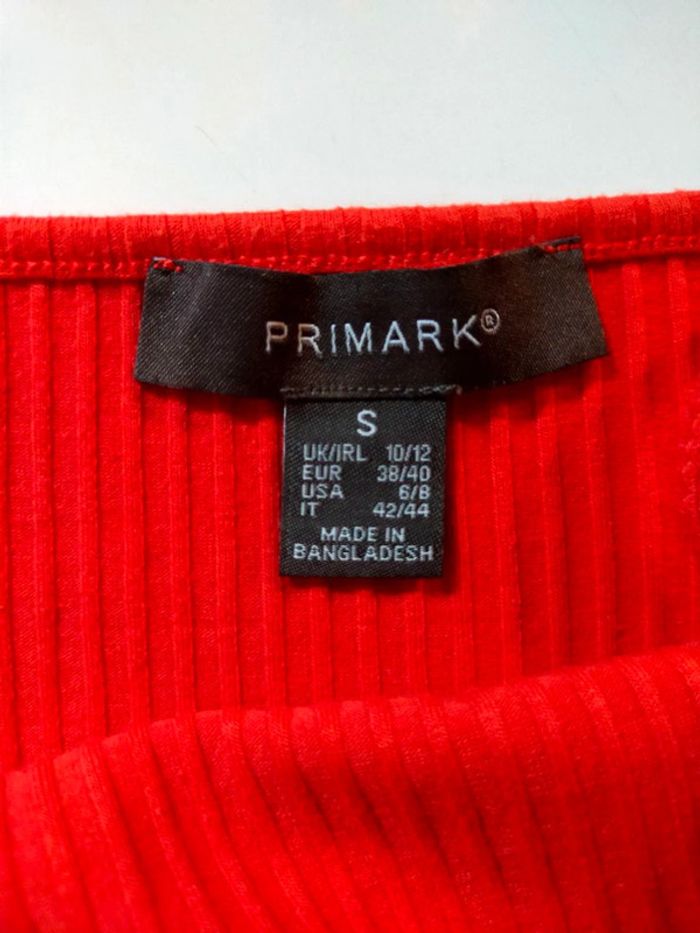 PRIMARK®
S
UK/IRL 10/12
EUR 38/40
USA 6/8
IT 42/44
MADE IN
BANGLADESH